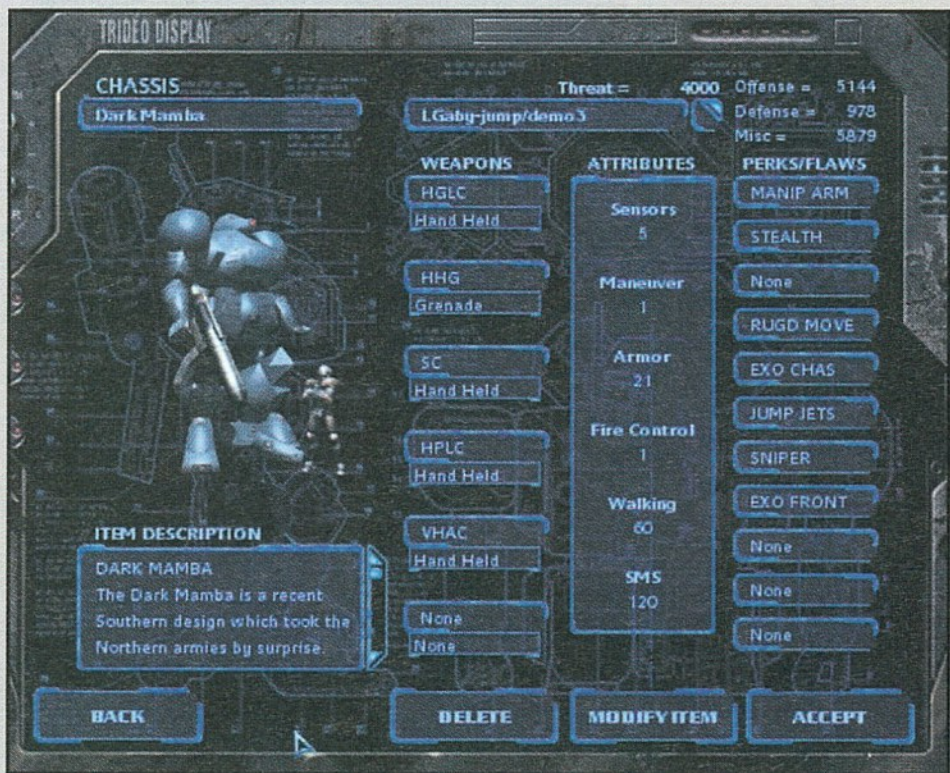 TRIDEO DISPLAY
CHASSIS
Dark Mamba
Threat = 4000
LGaby-jump/demo3
Offense = 5144
Defense = 978
Misc = 5879
WEAPONS
HGLC
Hand Held
HHG
Grenade
SC
Hand Held
HPLC
Hand Held
VHAC
Hand Held
None
None
ATTRIBUTES
Sensors
5
Maneuver
1
Armor
21
Fire Control
1
Walking
60
SMS
120
PERKS/FLAWS
MANIP ARM
STEALTH
None
RUGD MOVE
EXO CHAS
JUMP JETS
SNIPER
EXO FRONT
None
None
None
ITEM DESCRIPTION
DARK MAMBA
The Dark Mamba is a recent
Southern design which took the
Northern armies by surprise.
BACK
DELETE
MODIFY ITEM
ACCEPT